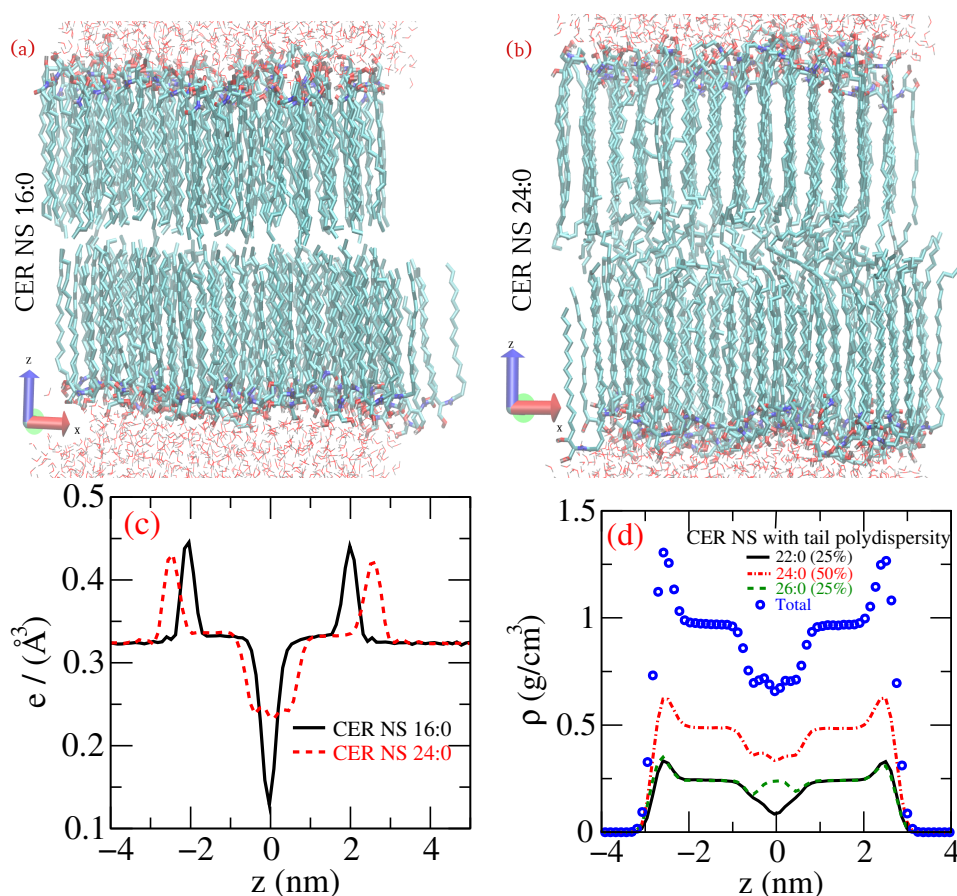 (a)
CER NS 16:0
z
x
(b)
CER NS 24:0
z
x
(c)
e / (Å³)
0.5
0.4
0.3
0.2
0.1
CER NS 16:0
CER NS 24:0
−4 −2 0 2 4
z (nm)
(d)
ρ (g/cm³)
1.5
1
0.5
0
CER NS with tail polydispersity
22:0 (25%)
24:0 (50%)
26:0 (25%)
Total
−4 −2 0 2 4
z (nm)